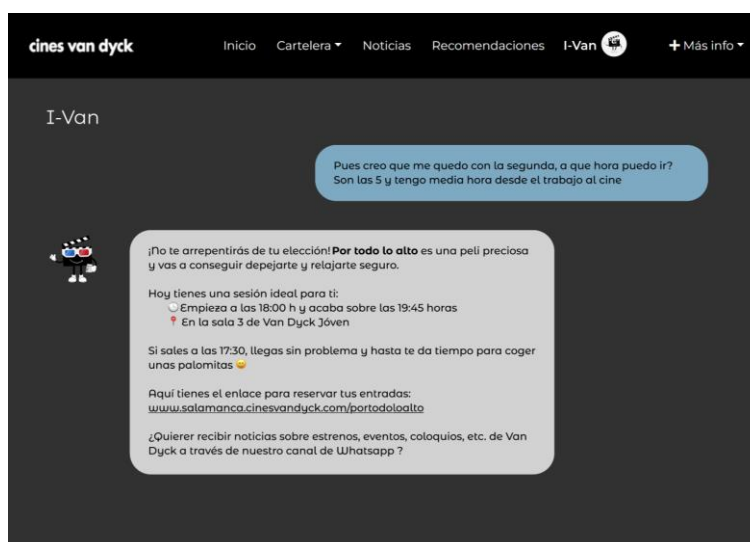 cines van dyck
Inicio Cartelera Noticias Recomendaciones I-Van + Más info
I-Van
Pues creo que me quedo con la segunda, a que hora puedo ir?
Son las 5 y tengo media hora desde el trabajo al cine
¡No te arrepentirás de tu elección! Por todo lo alto es una peli preciosa
y vas a conseguir depejarte y relajarte seguro.
Hoy tienes una sesión ideal para ti:
Empieza a las 18:00 h y acaba sobre las 19:45 horas
📍 En la sala 3 de Van Dyck Jóven
Si sales a las 17:30, llegas sin problema y hasta te da tiempo para coger
unas palomitas 😄
Aquí tienes el enlace para reservar tus entradas:
www.salamanca.cinesvandyck.com/portodoloalto
¿Quierer recibir noticias sobre estrenos, eventos, coloquios, etc. de Van
Dyck a través de nuestro canal de Whatsapp ?